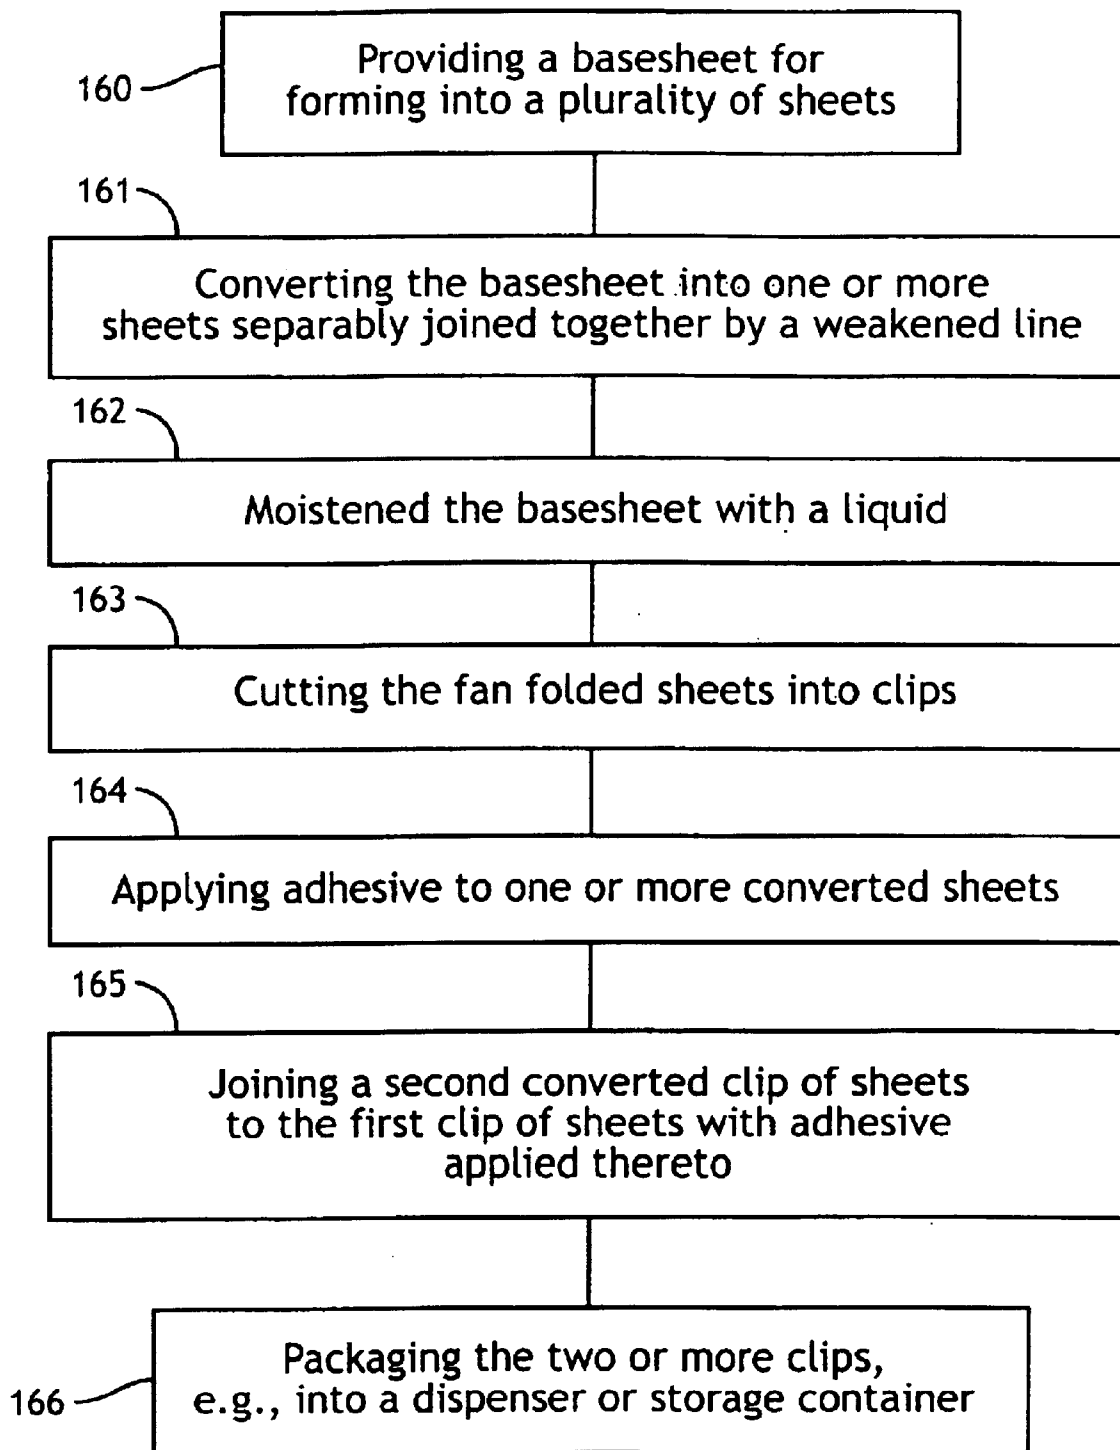 160
Providing a basesheet for
forming into a plurality of sheets
161
Converting the basesheet into one or more
sheets separably joined together by a weakened line
162
Moistened the basesheet with a liquid
163
Cutting the fan folded sheets into clips
164
Applying adhesive to one or more converted sheets
165
Joining a second converted clip of sheets
to the first clip of sheets with adhesive
applied thereto
166
Packaging the two or more clips,
e.g., into a dispenser or storage container